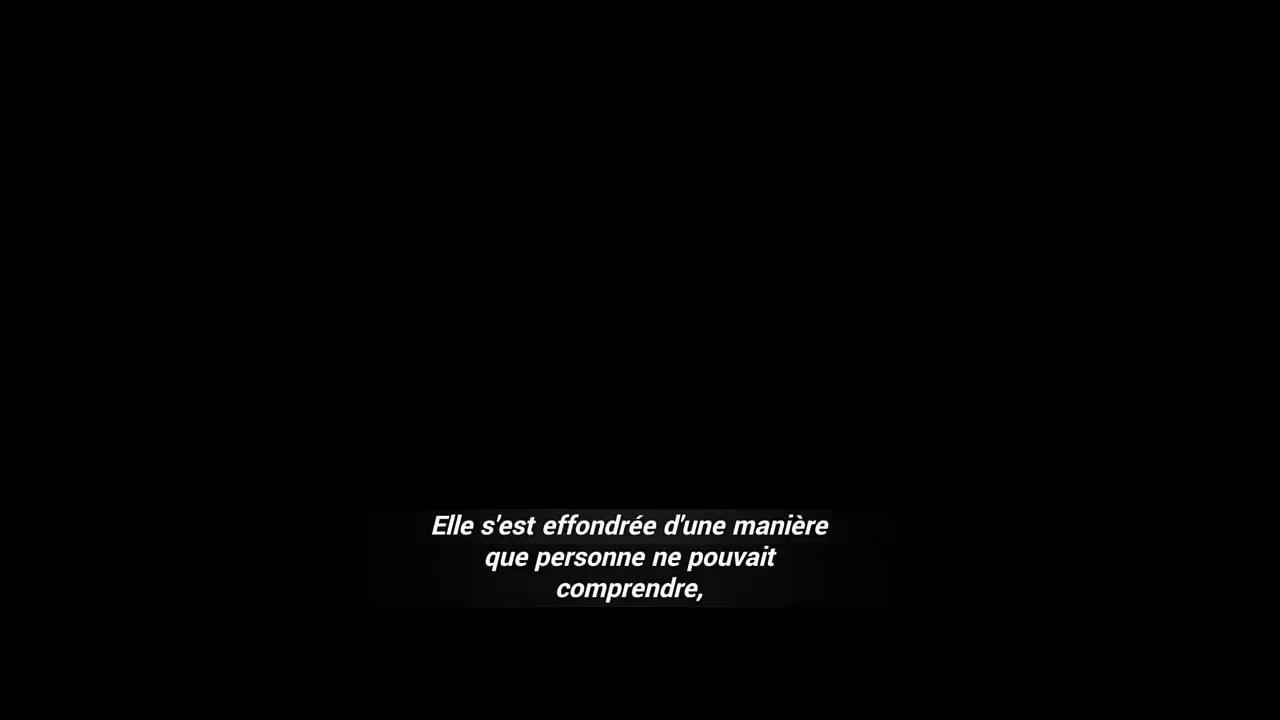 Elle s'est effondrée d'une manière
que personne ne pouvait
comprendre,